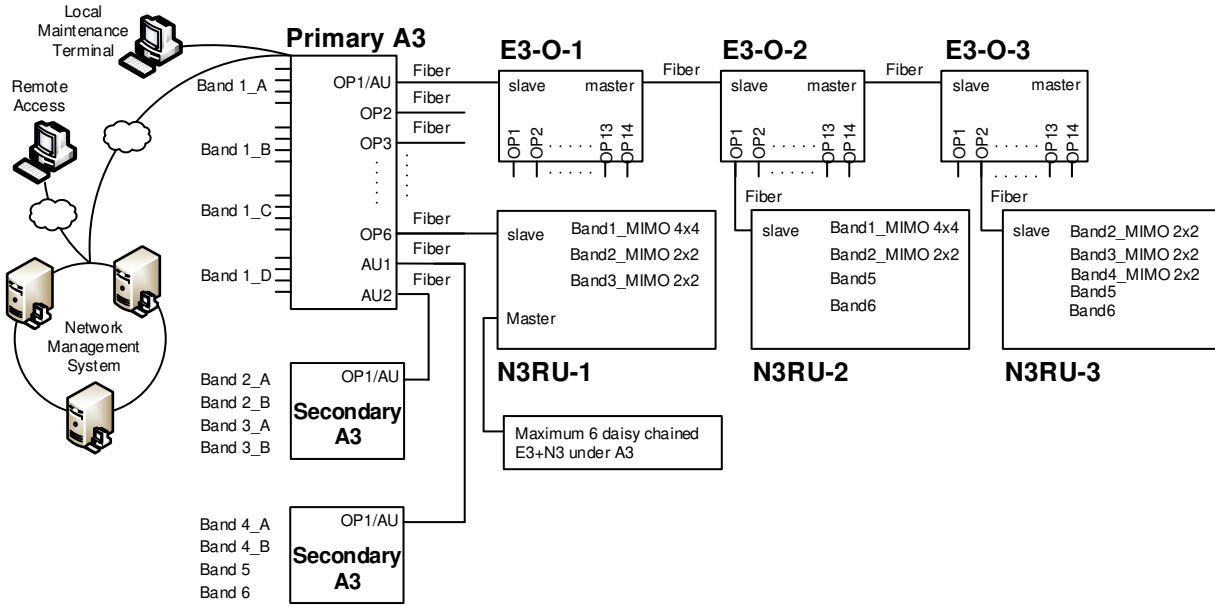 Local
Maintenance
Terminal
Remote
Access
Network
Management
System
Primary A3
Band 1_A
Band 1_B
Band 1_C
Band 1_D
OP1/AU
OP2
OP3
OP6
AU1
AU2
Fiber
Fiber
Fiber
Fiber
Fiber
Fiber
E3-O-1
slave master
OP1
OP2
OP13
OP14
Fiber
E3-O-2
slave master
OP1
OP2
OP13
OP14
Fiber
E3-O-3
slave master
OP1
OP2
OP13
OP14
Fiber
Fiber
slave
Band1_MIMO 4x4
Band2_MIMO 2x2
Band3_MIMO 2x2
Master
N3RU-1
slave
Band1_MIMO 4x4
Band2_MIMO 2x2
Band5
Band6
N3RU-2
slave
Band2_MIMO 2x2
Band3_MIMO 2x2
Band4_MIMO 2x2
Band5
Band6
N3RU-3
Band 2_A
Band 2_B
Band 3_A
Band 3_B
OP1/AU
Secondary
A3
Maximum 6 daisy chained
E3+N3 under A3
Band 4_A
Band 4_B
Band 5
Band 6
OP1/AU
Secondary
A3